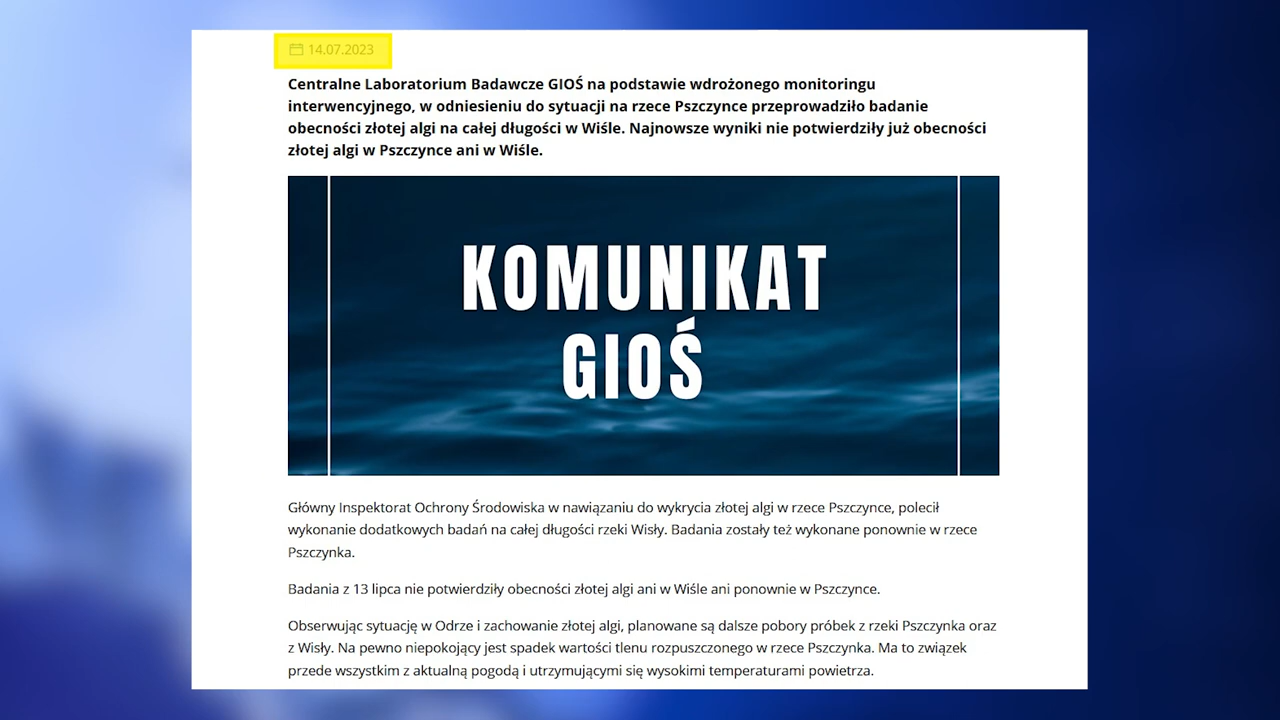 14.07.2023
Centralne Laboratorium Badawcze GIOŚ na podstawie wdrożonego monitoringu
interwencyjnego, w odniesieniu do sytuacji na rzece Pszczynce przeprowadziło badanie
obecności złotej algi na całej długości w Wiśle. Najnowsze wyniki nie potwierdziły już obecności
złotej algi w Pszczynce ani w Wiśle.
KOMUNIKAT
GIOŚ
Główny Inspektorat Ochrony Środowiska w nawiązaniu do wykrycia złotej algi w rzece Pszczynce, polecił
wykonanie dodatkowych badań na całej długości rzeki Wisły. Badania zostały też wykonane ponownie w rzece
Pszczynka.
Badania z 13 lipca nie potwierdziły obecności złotej algi ani w Wiśle ani ponownie w Pszczynce.
Obserwując sytuację w Odrze i zachowanie złotej algi, planowane są dalsze pobory próbek z rzeki Pszczynka oraz
z Wisły. Na pewno niepokojący jest spadek wartości tlenu rozpuszczonego w rzece Pszczynka. Ma to związek
przede wszystkim z aktualną pogodą i utrzymującymi się wysokimi temperaturami powietrza.